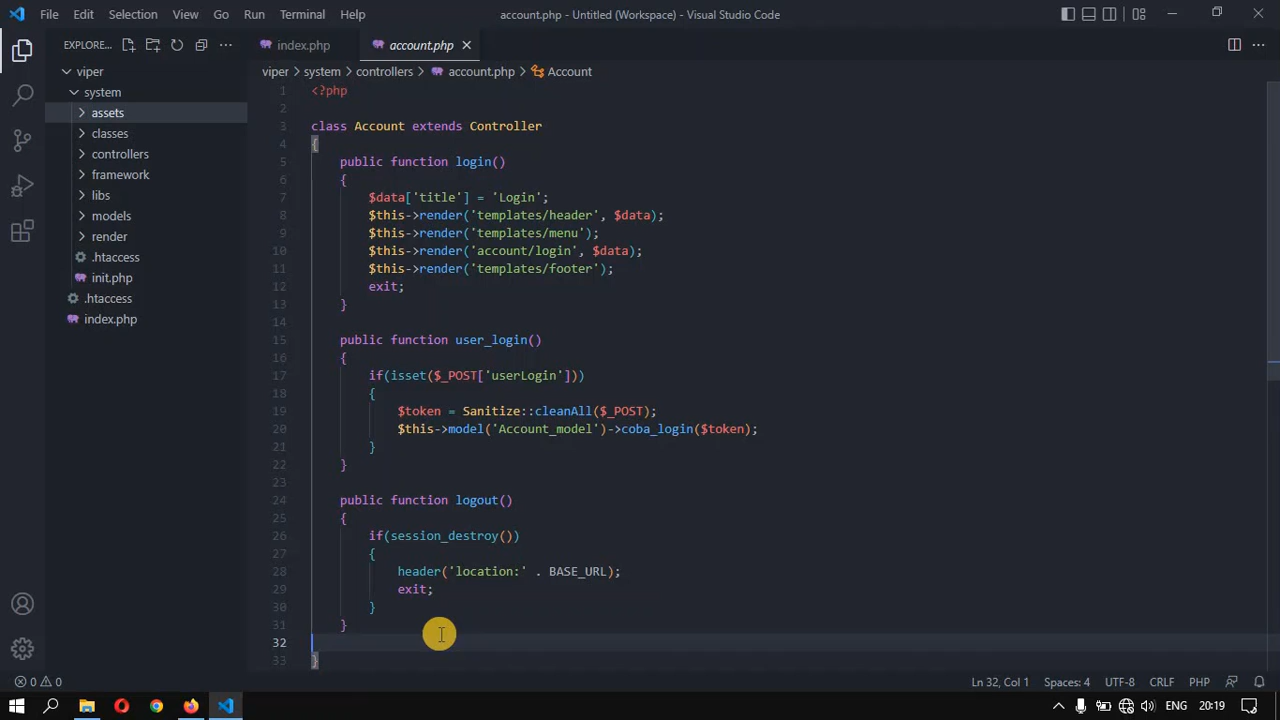 File Edit Selection View Go Run Terminal Help
account.php - Untitled (Workspace) - Visual Studio Code
EXPLORE...
index.php
account.php
viper > system > controllers > account.php > Account
viper
system
assets
classes
controllers
framework
libs
models
render
.htaccess
init.php
.htaccess
index.php
1 <?php
2
3 class Account extends Controller
4 {
5 public function login()
6 {
7 $data['title'] = 'Login';
8 $this->render('templates/header', $data);
9 $this->render('templates/menu');
10 $this->render('account/login', $data);
11 $this->render('templates/footer');
12 exit;
13 }
14
15 public function user_login()
16 {
17 if(isset($_POST['userLogin']))
18 {
19 $token = Sanitize::cleanAll($_POST);
20 $this->model('Account_model')->coba_login($token);
21 }
22 }
23
24 public function logout()
25 {
26 if(session_destroy())
27 {
28 header('location:' . BASE_URL);
29 exit;
30 }
31 }
32
33 }
0 0
Ln 32, Col 1 Spaces: 4 UTF-8 CRLF PHP
ENG 20:19